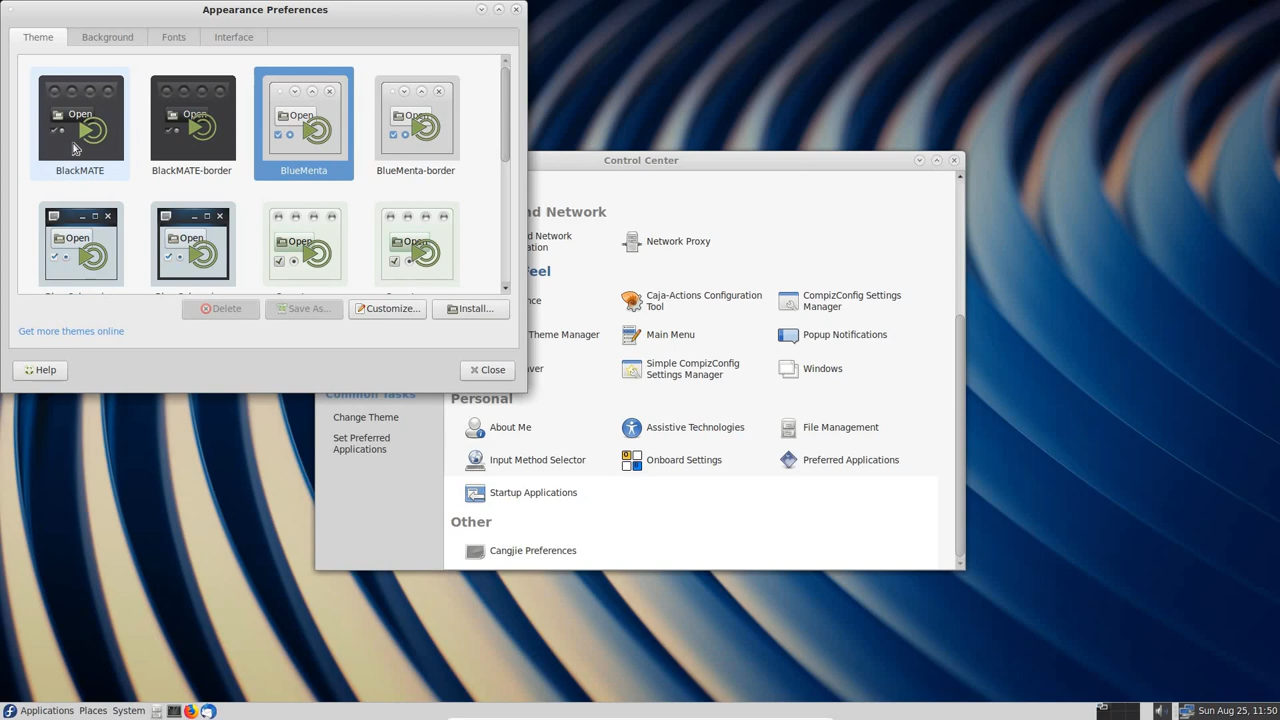 Appearance Preferences
Theme
Background
Fonts
Interface
Open
Open
Open
Open
BlackMATE
BlackMATE-border
BlueMenta
BlueMenta-border
Open
Open
Open
Open
Delete
Save As...
Customize...
Install...
Get more themes online
Help
Close
Control Center
nd Network
nd Network
ation
Network Proxy
Feel
nce
Caja-Actions Configuration
Tool
CompizConfig Settings
Manager
Theme Manager
Main Menu
Popup Notifications
ver
Simple CompizConfig
Settings Manager
Windows
Common Tasks
Change Theme
Set Preferred
Applications
Personal
About Me
Assistive Technologies
File Management
Input Method Selector
Onboard Settings
Preferred Applications
Startup Applications
Other
Cangjie Preferences
Applications
Places
System
Sun Aug 25, 11:50